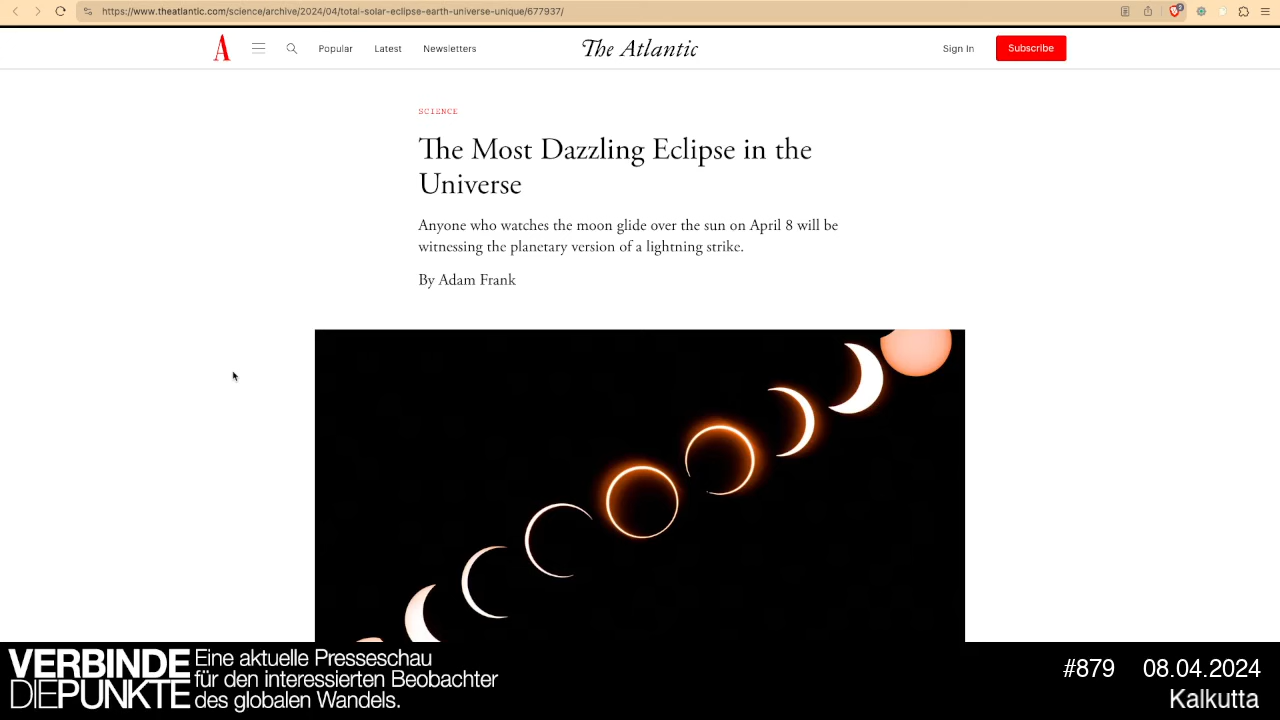 https://www.theatlantic.com/science/archive/2024/04/total-solar-eclipse-earth-universe-unique/677937/
A
Popular
Latest
Newsletters
The Atlantic
Sign In
Subscribe
SCIENCE
The Most Dazzling Eclipse in the
Universe
Anyone who watches the moon glide over the sun on April 8 will be
witnessing the planetary version of a lightning strike.
By Adam Frank
VERBINDE
DIEPUNKTE
Eine aktuelle Presseschau
für den interessierten Beobachter
des globalen Wandels.
#879 08.04.2024
Kalkutta